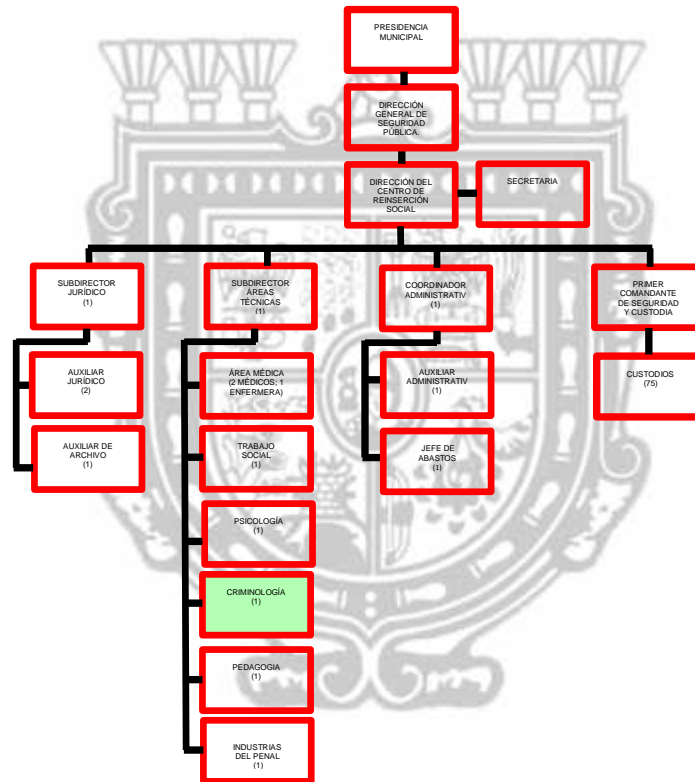 PRESIDENCIA
MUNICIPAL
DIRECCIÓN
GENERAL DE
SEGURIDAD
PÚBLICA.
DIRECCIÓN DEL
CENTRO DE
REINSERCIÓN
SOCIAL
SECRETARIA
SUBDIRECTOR
JURÍDICO
(1)
SUBDIRECTOR
ÁREAS
TÉCNICAS
(1)
COORDINADOR
ADMINISTRATIV
(1)
PRIMER
COMANDANTE
DE SEGURIDAD
Y CUSTODIA
AUXILIAR
JURÍDICO
(2)
ÁREA MÉDICA
(2 MÉDICOS; 1
ENFERMERA)
AUXILIAR
ADMINISTRATIV
(1)
CUSTODIOS
(75)
AUXILIAR DE
ARCHIVO
(1)
TRABAJO
SOCIAL
(1)
JEFE DE
ABASTOS
(1)
PSICOLOGÍA
(1)
CRIMINOLOGÍA
(1)
PEDAGOGIA
(1)
INDUSTRIAS
DEL PENAL
(1)